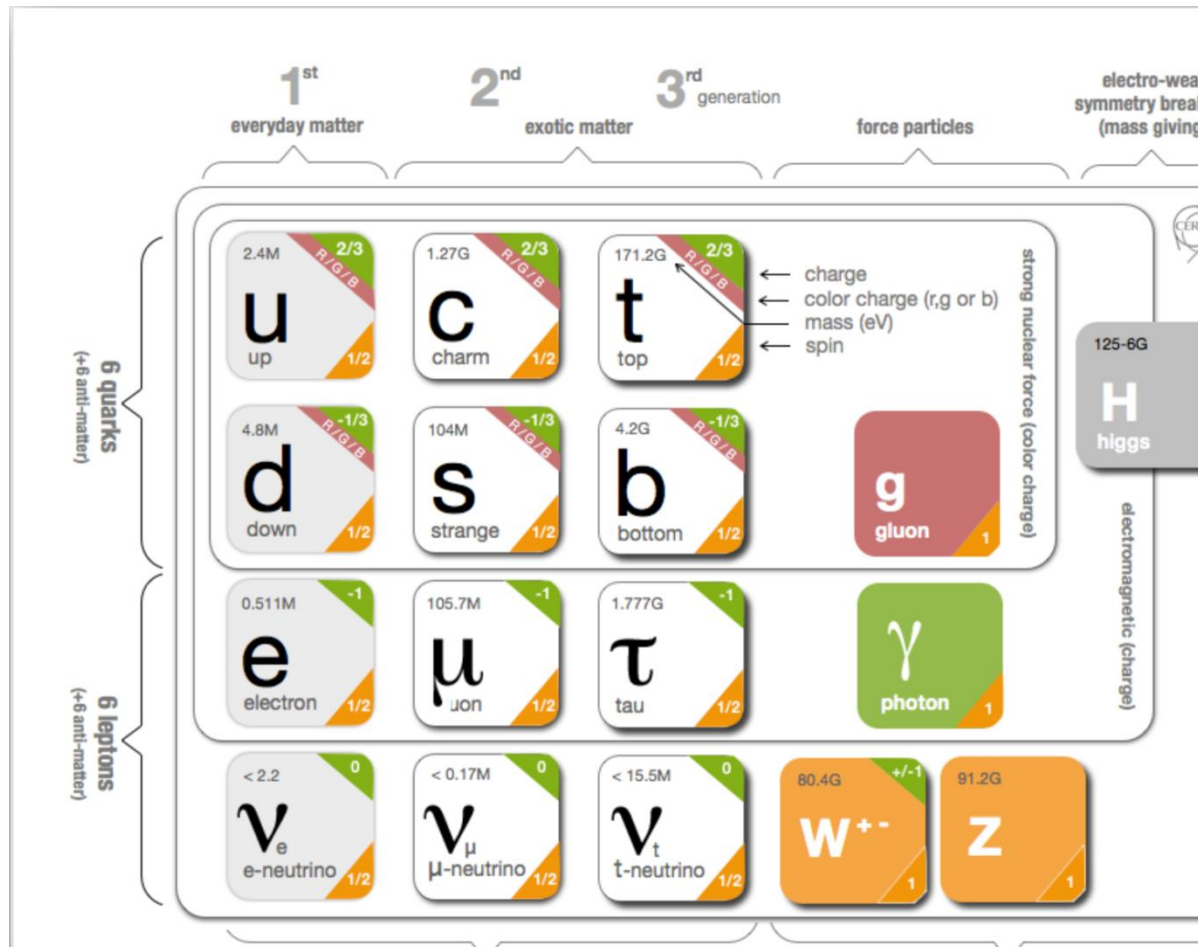 1st
2nd
3rd generation
everyday matter
exotic matter
force particles
electro-wea
symmetry break
(mass giving
CER
6 quarks
(+6 anti-matter)
2.4M
2/3
R/G/B
u
up
1/2
1.27G
2/3
R/G/B
c
charm
1/2
171.2G
2/3
R/G/B
t
top
1/2
charge
color charge (r,g or b)
mass (eV)
spin
strong nuclear force (color charge)
125-6G
H
higgs
4.8M
-1/3
R/G/B
d
down
1/2
104M
-1/3
R/G/B
s
strange
1/2
4.2G
-1/3
R/G/B
b
bottom
1/2
g
gluon
1
electromagnetic (charge)
6 leptons
(+6 anti-matter)
0.511M
-1
e
electron
1/2
105.7M
-1
μ
uon
1/2
1.777G
-1
τ
tau
1/2
γ
photon
1
< 2.2
0
νe
e-neutrino
1/2
< 0.17M
0
νμ
μ-neutrino
1/2
< 15.5M
0
νt
t-neutrino
1/2
80.4G
+/-1
W+-
1
91.2G
Z
1